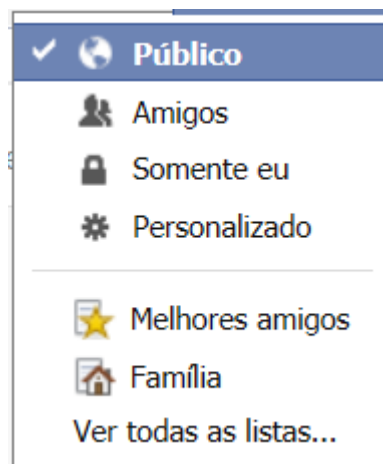 Público
Amigos
Somente eu
Personalizado
Melhores amigos
Família
Ver todas as listas...